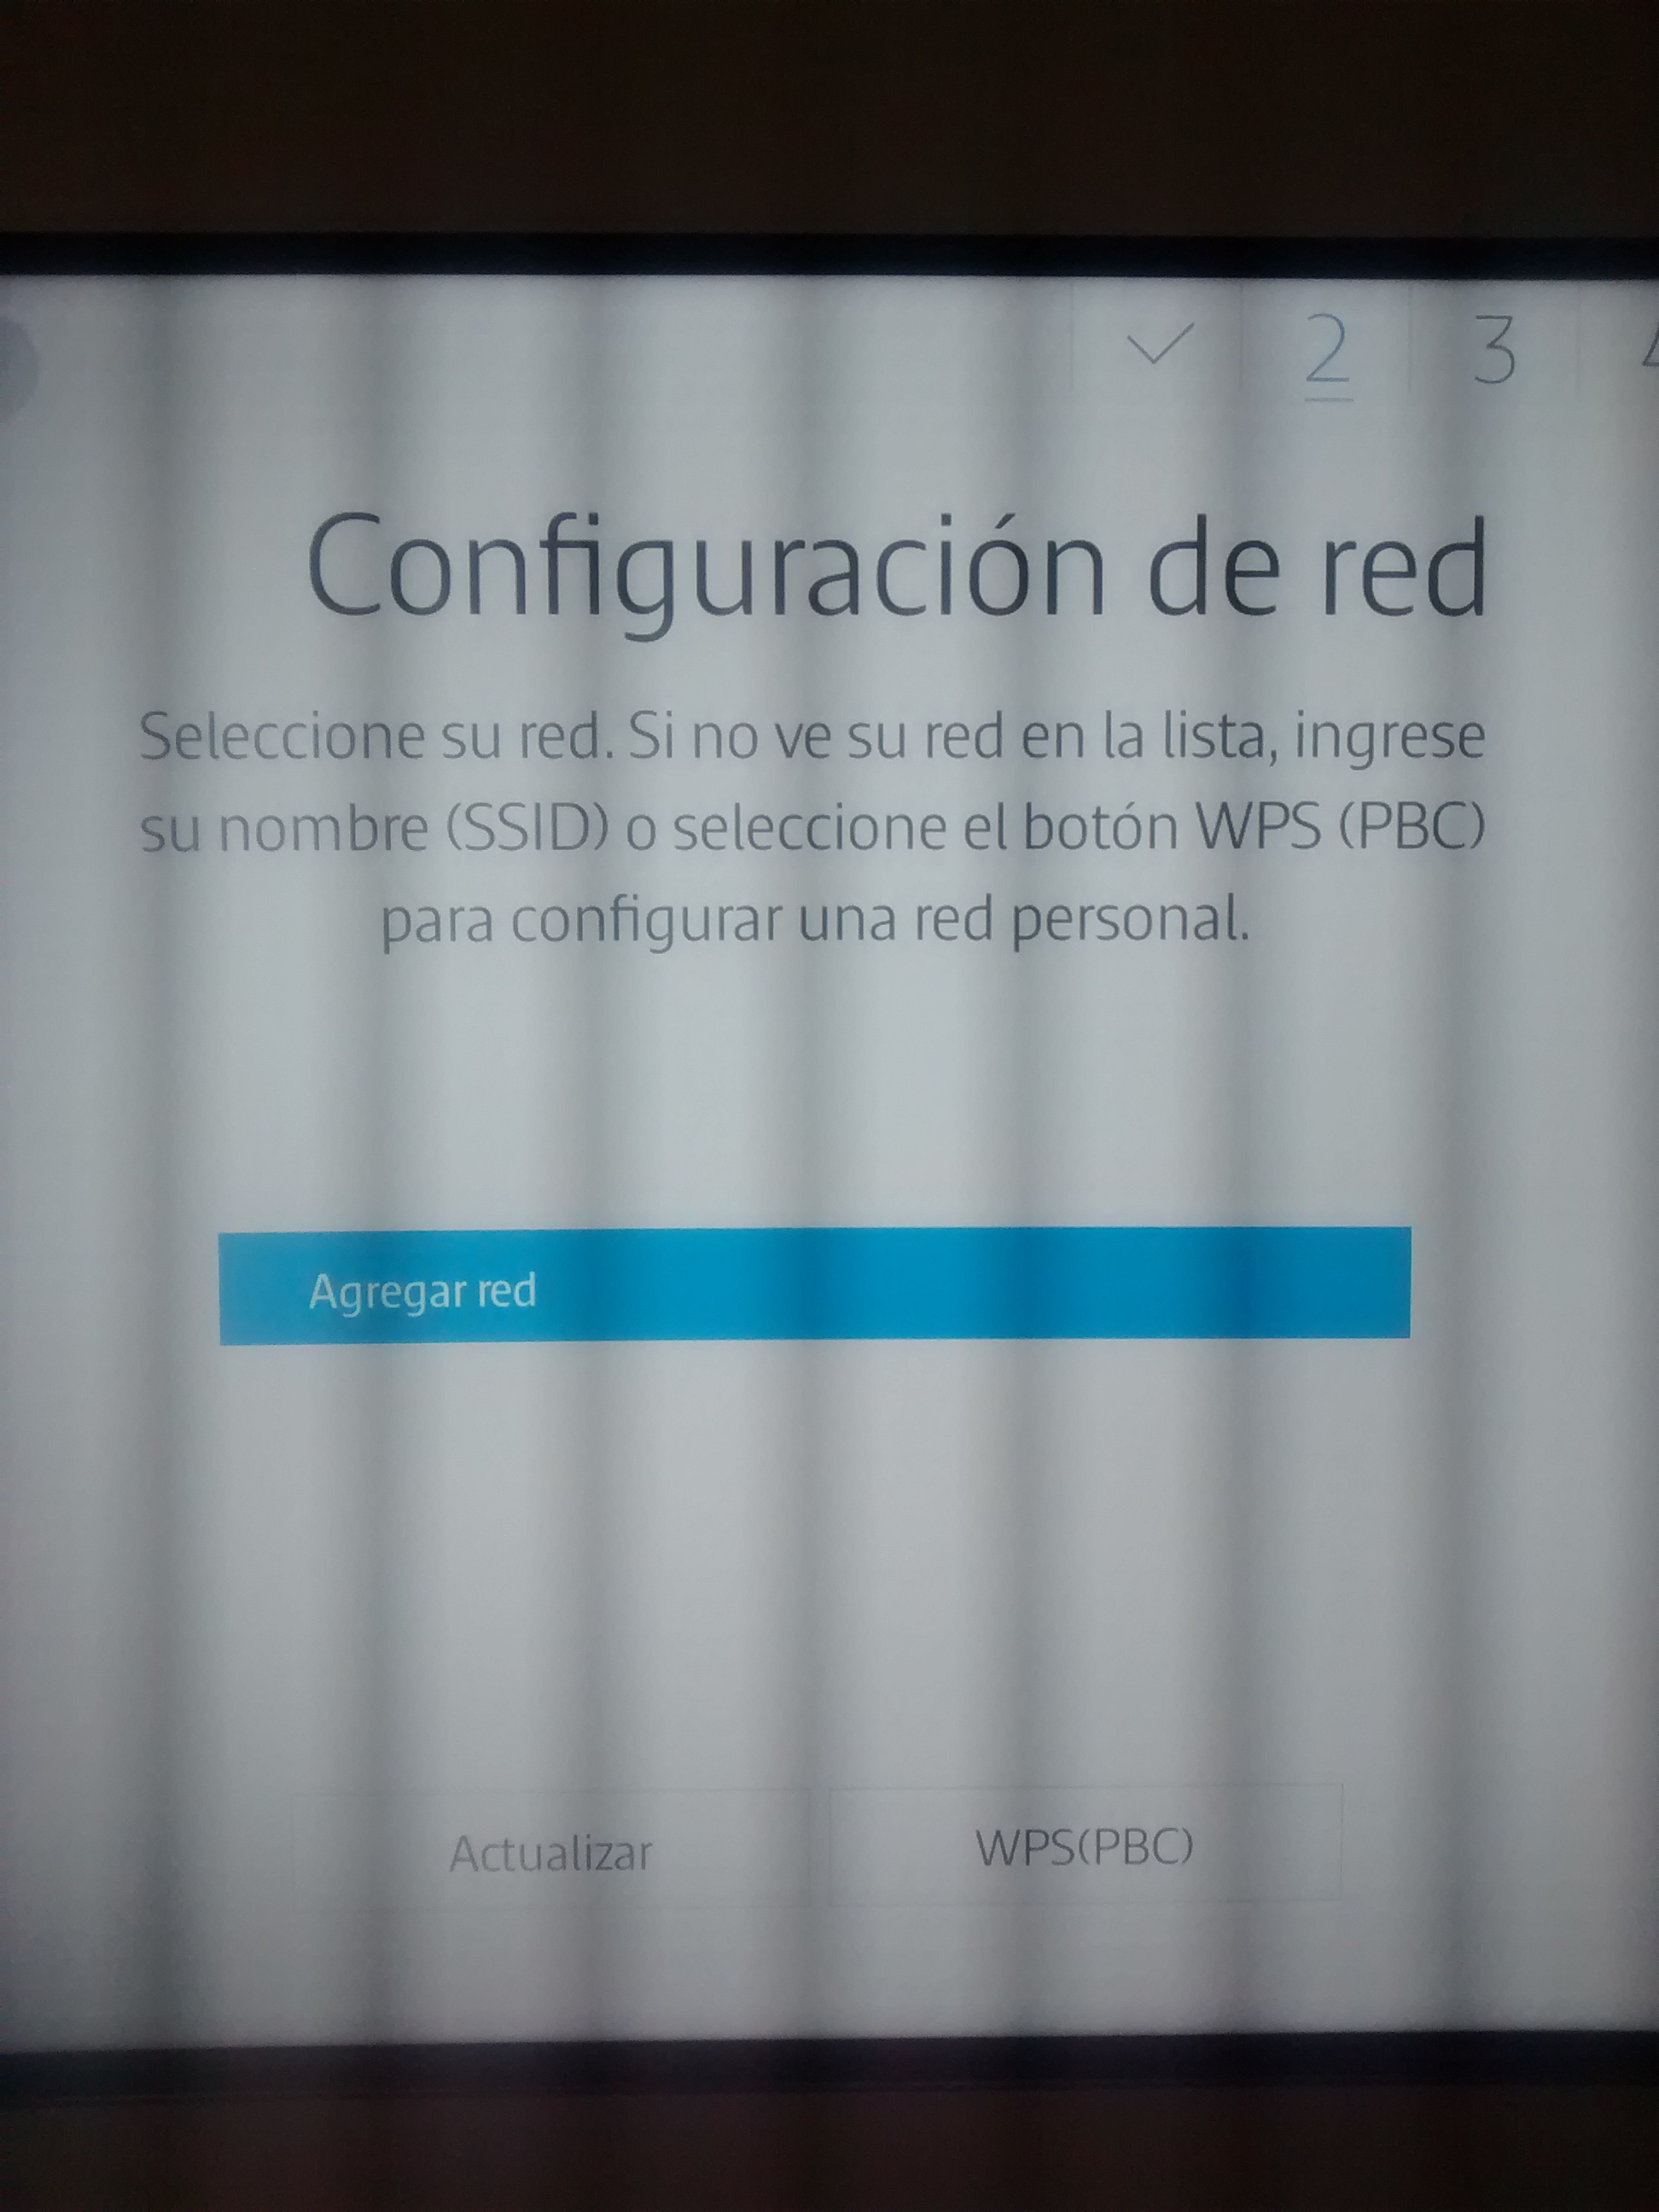 2 3
Configuración de red
Seleccione su red. Si no ve su red en la lista, ingrese
su nombre (SSID) o seleccione el botón WPS (PBC)
para configurar una red personal.
Agregar red
Actualizar WPS(PBC)